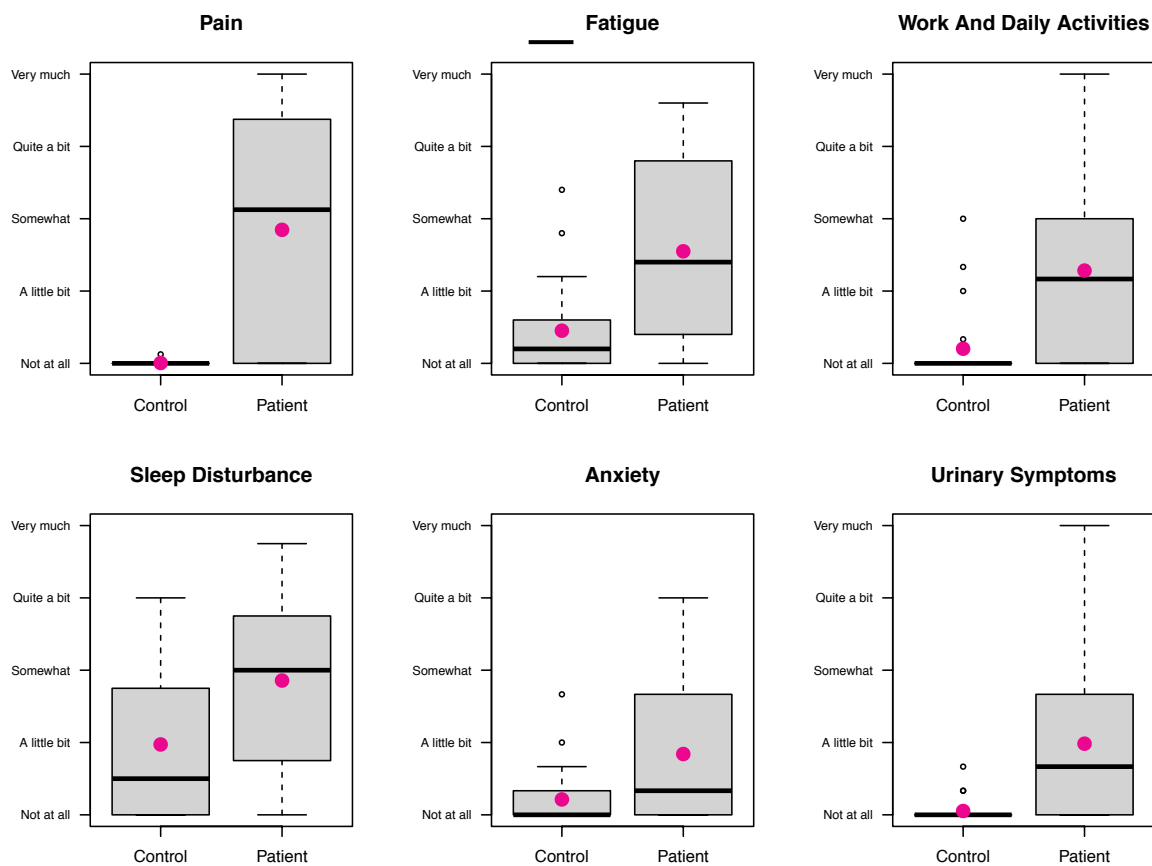 Pain
Very much
Quite a bit
Somewhat
A little bit
Not at all
Control Patient
Fatigue
Very much
Quite a bit
Somewhat
A little bit
Not at all
Control Patient
Work And Daily Activities
Very much
Quite a bit
Somewhat
A little bit
Not at all
Control Patient
Sleep Disturbance
Very much
Quite a bit
Somewhat
A little bit
Not at all
Control Patient
Anxiety
Very much
Quite a bit
Somewhat
A little bit
Not at all
Control Patient
Urinary Symptoms
Very much
Quite a bit
Somewhat
A little bit
Not at all
Control Patient